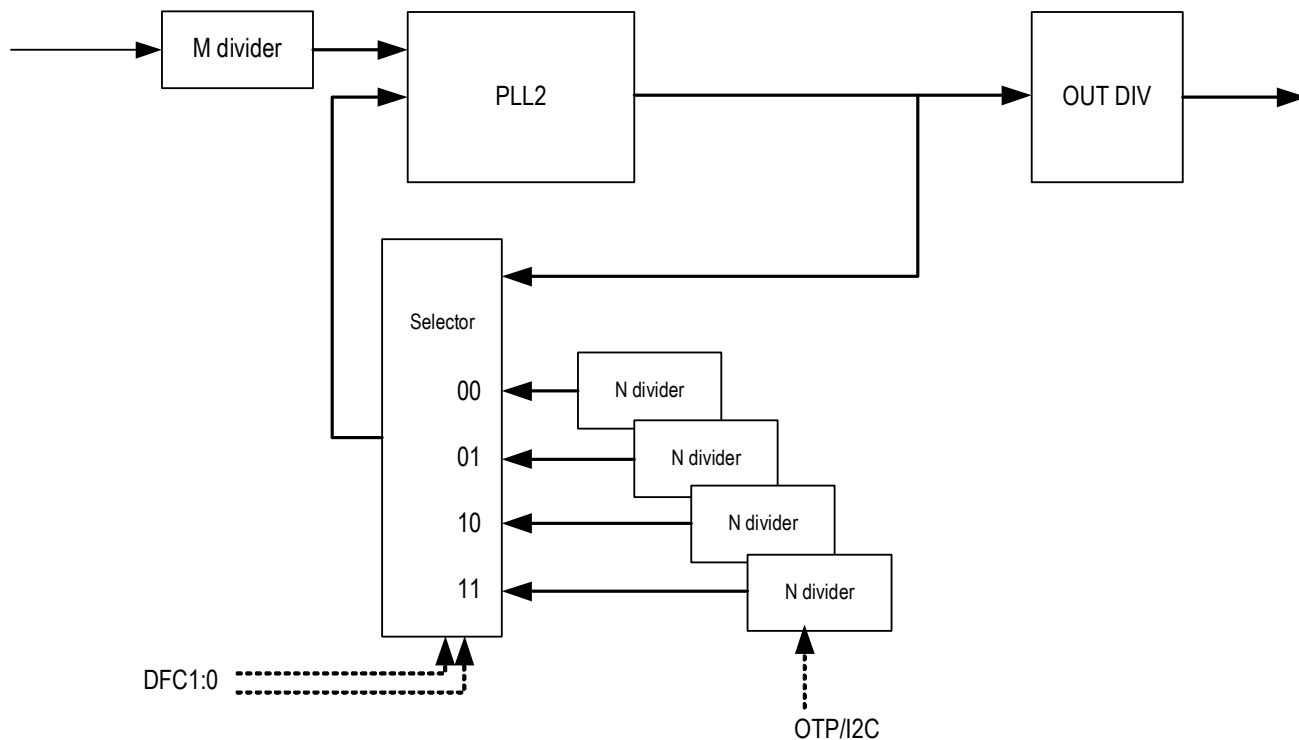 M divider
PLL2
OUT DIV
Selector
00
N divider
01
N divider
10
N divider
11
N divider
DFC1:0
OTP/I2C